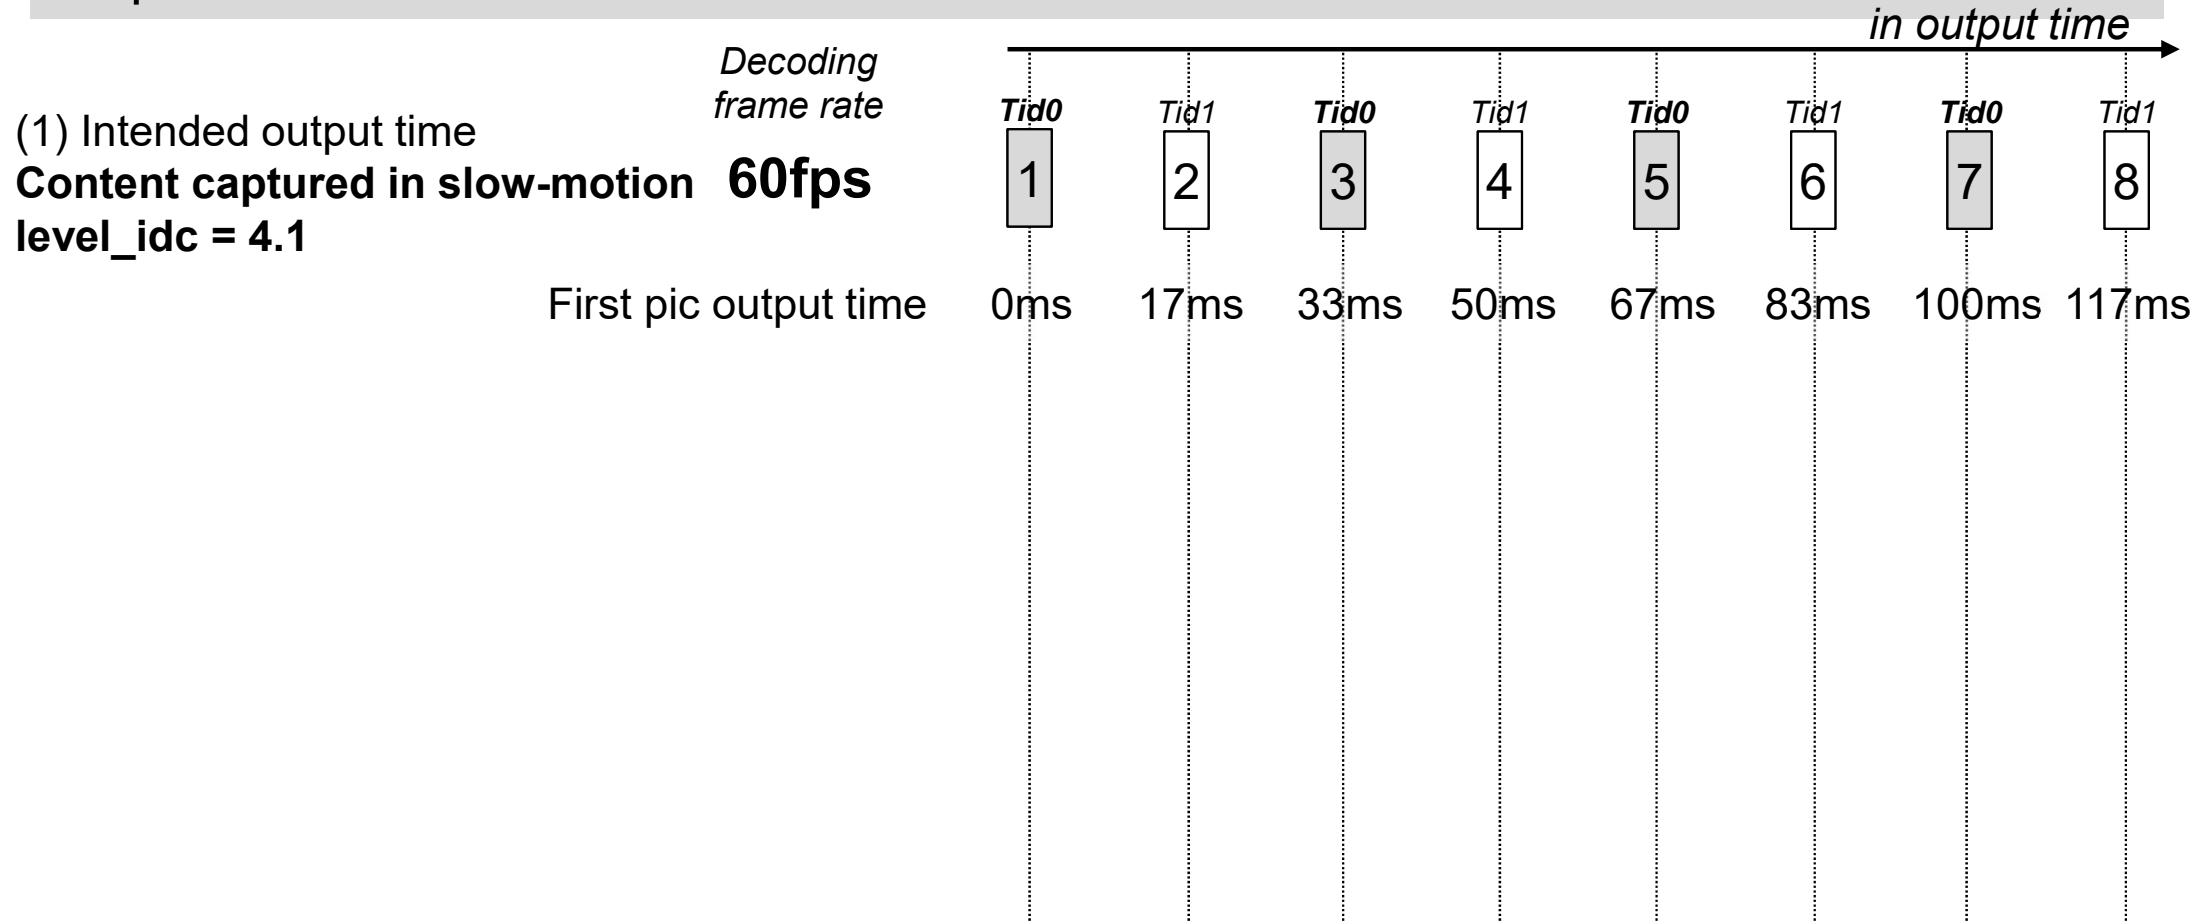 in output time
Decoding
frame rate
Tid0 Tid1 Tid0 Tid1 Tid0 Tid1 Tid0 Tid1
(1) Intended output time
Content captured in slow-motion 60fps 1 2 3 4 5 6 7 8
level_idc = 4.1
First pic output time 0ms 17ms 33ms 50ms 67ms 83ms 100ms 117ms